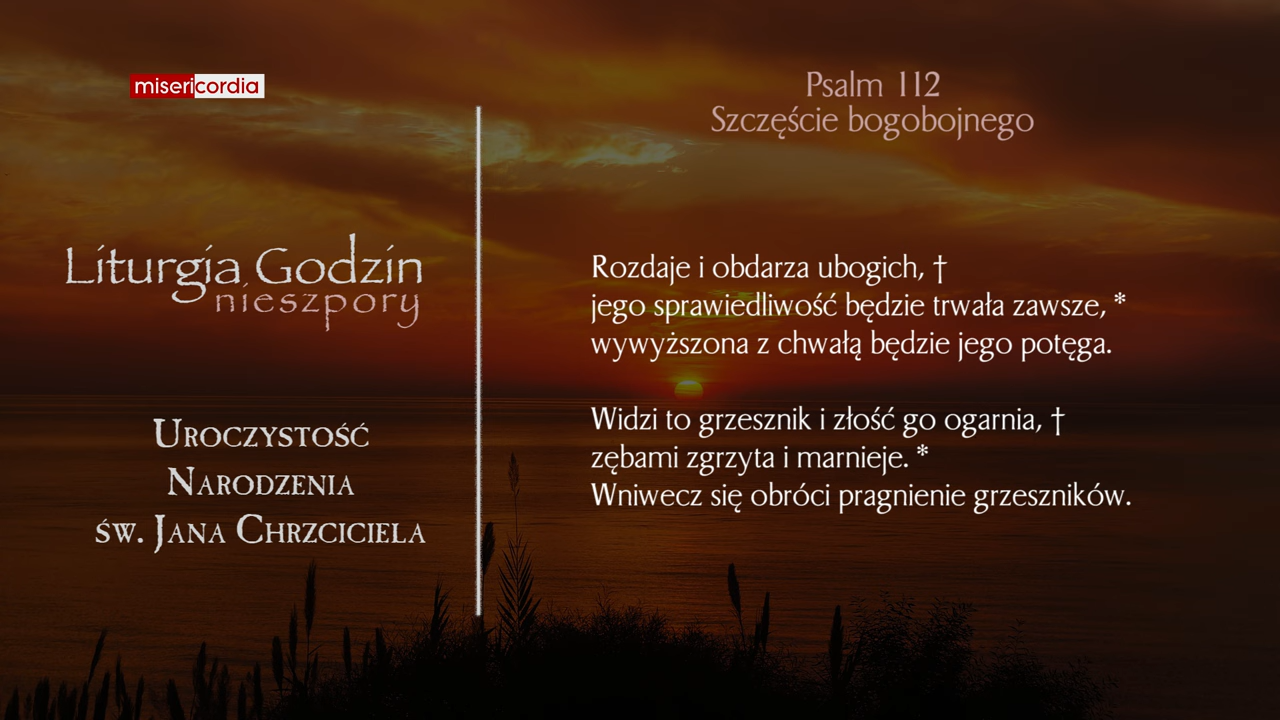 misericordia
Liturgia Godzin
nieszpory
Uroczystość
Narodzenia
św. Jana Chrzciciela
Psalm 112
Szczęście bogobojnego
Rozdaje i obdarza ubogich, †
jego sprawiedliwość będzie trwała zawsze, *
wywyższona z chwałą będzie jego potęga.
Widzi to grzesznik i złość go ogarnia, †
zębami zgrzyta i marnieje. *
Wniwecz się obróci pragnienie grzeszników.